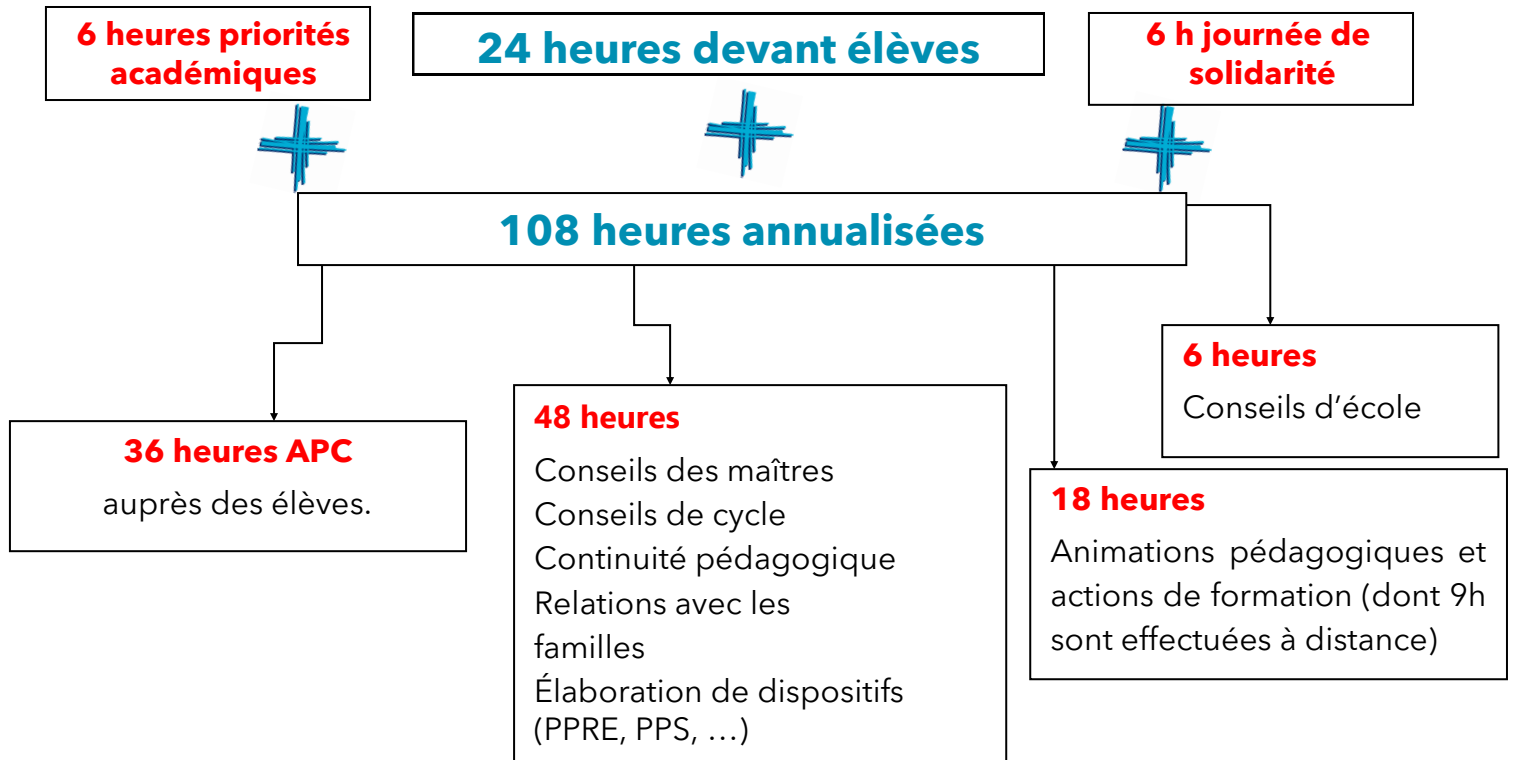 6 heures priorités
académiques
24 heures devant élèves
6 h journée de
solidarité
108 heures annualisées
36 heures APC
auprès des élèves.
48 heures
Conseils des maîtres
Conseils de cycle
Continuité pédagogique
Relations avec les
familles
Élaboration de dispositifs
(PPRE, PPS, …)
6 heures
Conseils d’école
18 heures
Animations pédagogiques et
actions de formation (dont 9h
sont effectuées à distance)